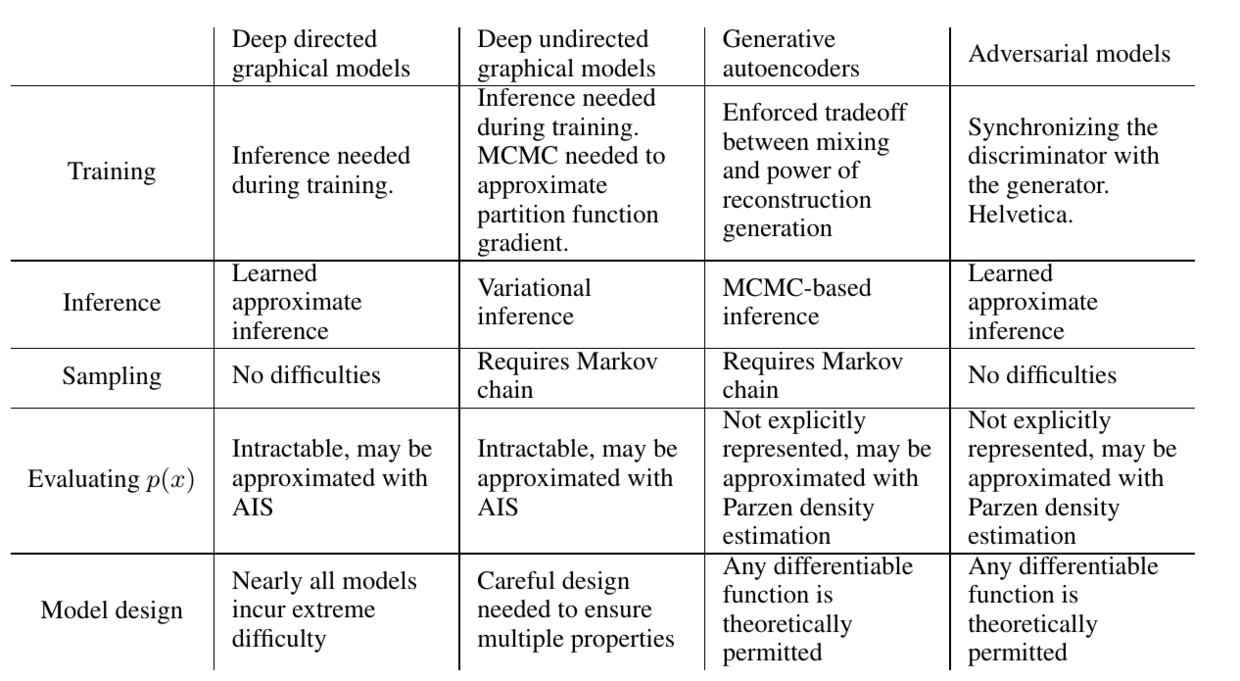 Deep directed
graphical models
Deep undirected
graphical models
Generative
autoencoders
Adversarial models
Training
Inference needed
during training.
Inference needed
during training.
MCMC needed to
approximate
partition function
gradient.
Enforced tradeoff
between mixing
and power of
reconstruction
generation
Synchronizing the
discriminator with
the generator.
Helvetica.
Inference
Learned
approximate
inference
Variational
inference
MCMC-based
inference
Learned
approximate
inference
Sampling
No difficulties
Requires Markov
chain
Requires Markov
chain
No difficulties
Evaluating p(x)
Intractable, may be
approximated with
AIS
Intractable, may be
approximated with
AIS
Not explicitly
represented, may be
approximated with
Parzen density
estimation
Not explicitly
represented, may be
approximated with
Parzen density
estimation
Model design
Nearly all models
incur extreme
difficulty
Careful design
needed to ensure
multiple properties
Any differentiable
function is
theoretically
permitted
Any differentiable
function is
theoretically
permitted